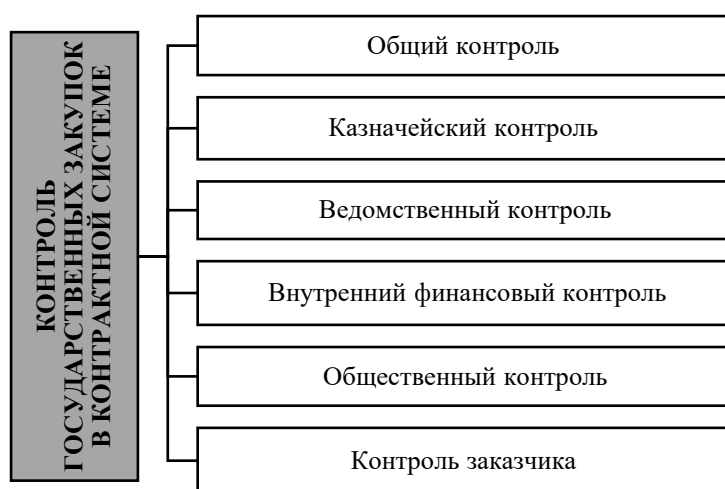 КОНТРОЛЬ
ГОСУДАРСТВЕННЫХ ЗАКУПОК
В КОНТРАКТНОЙ СИСТЕМЕ
Общий контроль
Казначейский контроль
Ведомственный контроль
Внутренний финансовый контроль
Общественный контроль
Контроль заказчика